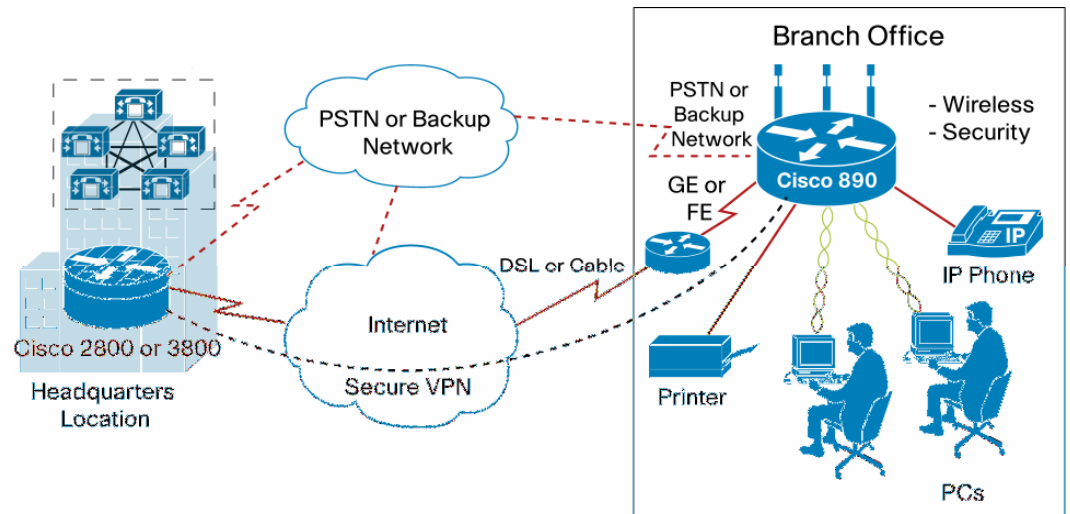 Branch Office
PSTN or Backup
Network
PSTN or
Backup
Network
- Wireless
- Security
Cisco 890
GE or
FE
IP
IP Phone
DSL or Cable
Internet
Secure VPN
Cisco 2800 or 3800
Headquarters
Location
Printer
PCs